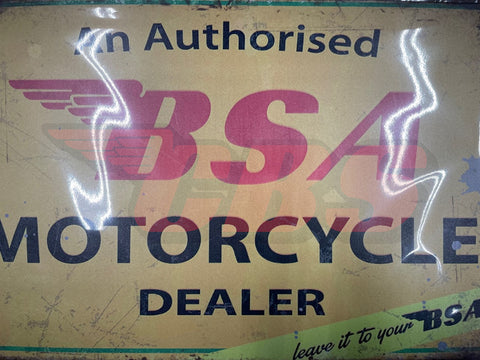 An Authorised
BSA
MOTORCYCLE
DEALER
leave it to your BSA